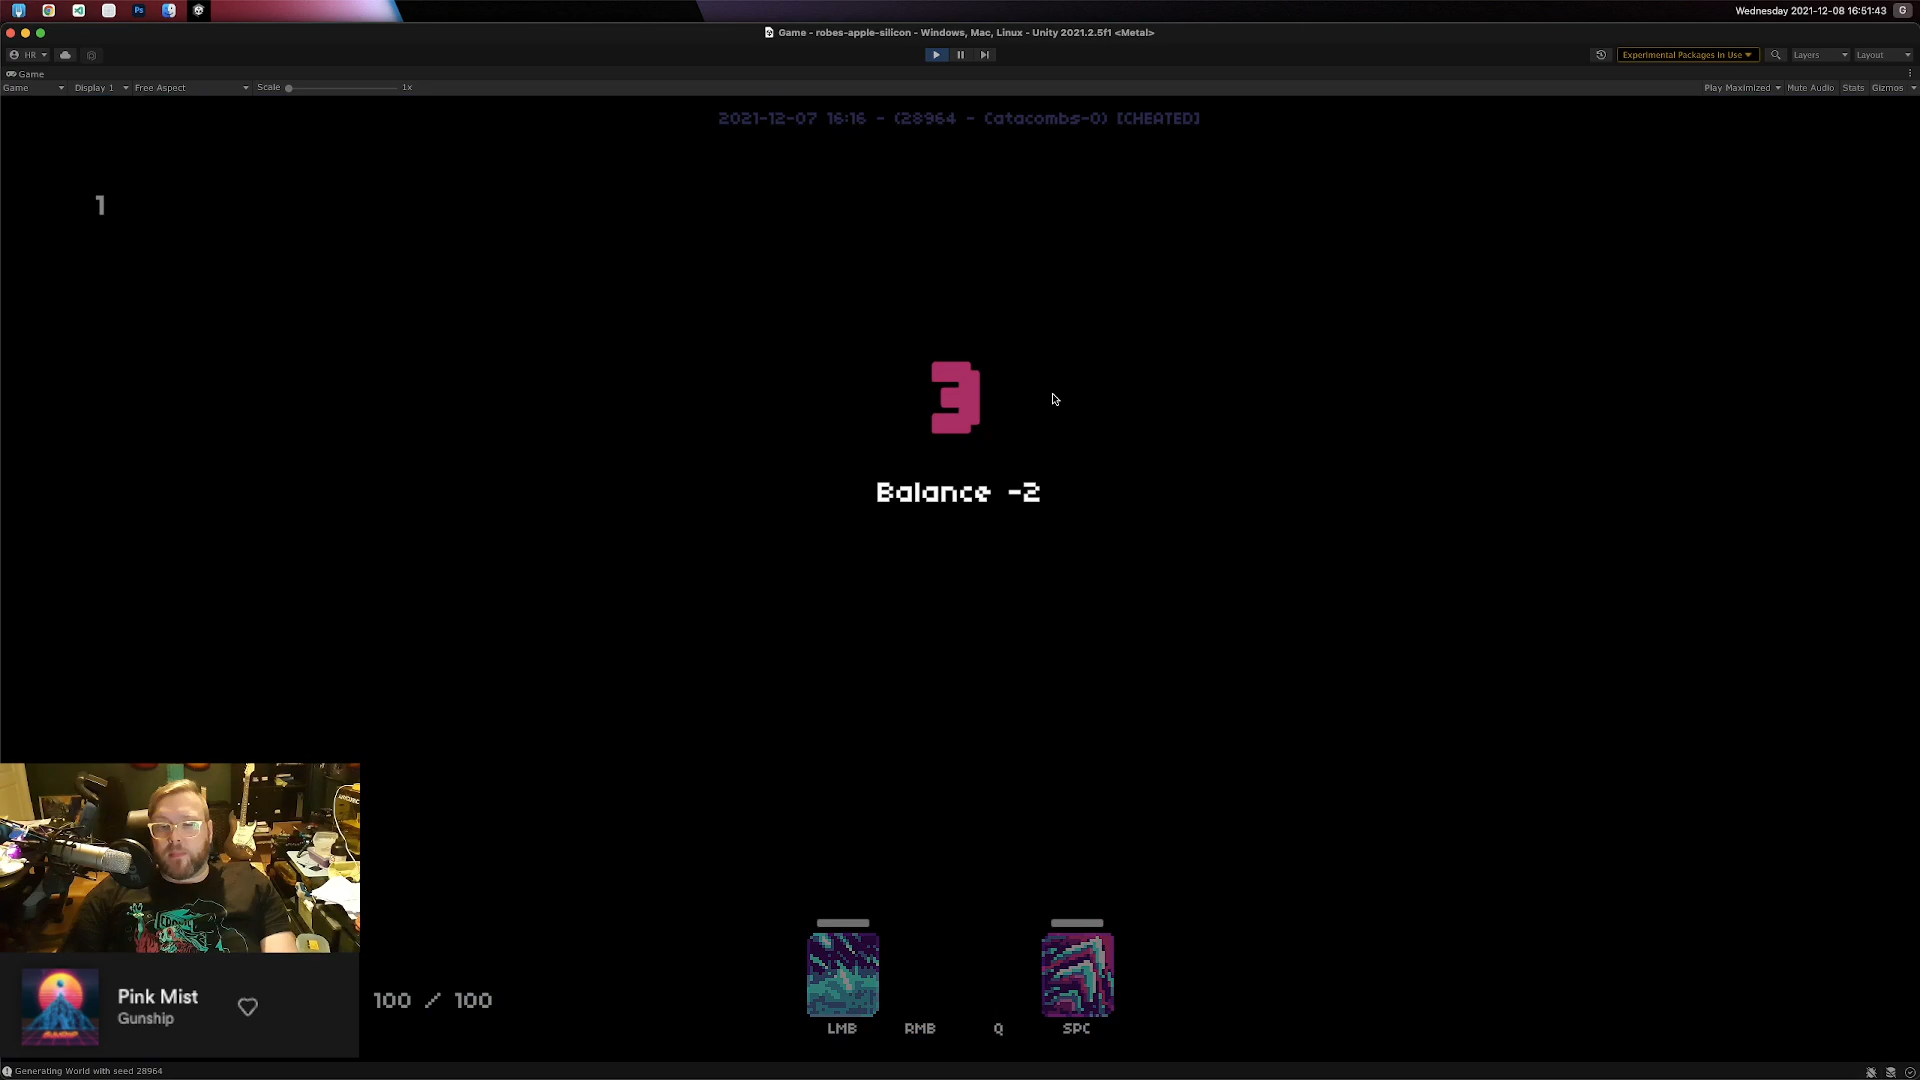 Wednesday 2021-12-08 16:51:43
G
Game - robes-apple-silicon - Windows, Mac, Linux - Unity 2021.2.5f1 <Metal>
HR
Experimental Packages In Use
Layers
Layout
Game
Game
Display 1
Free Aspect
Scale
1x
Play Maximized
Mute Audio
Stats
Gizmos
2021-12-07 16:16 - (28964 - Catacombs-0) [CHEATED]
1
3
Balance -2
Pink Mist
Gunship
100 / 100
LMB
RMB
Q
SPC
Generating World with seed 28964